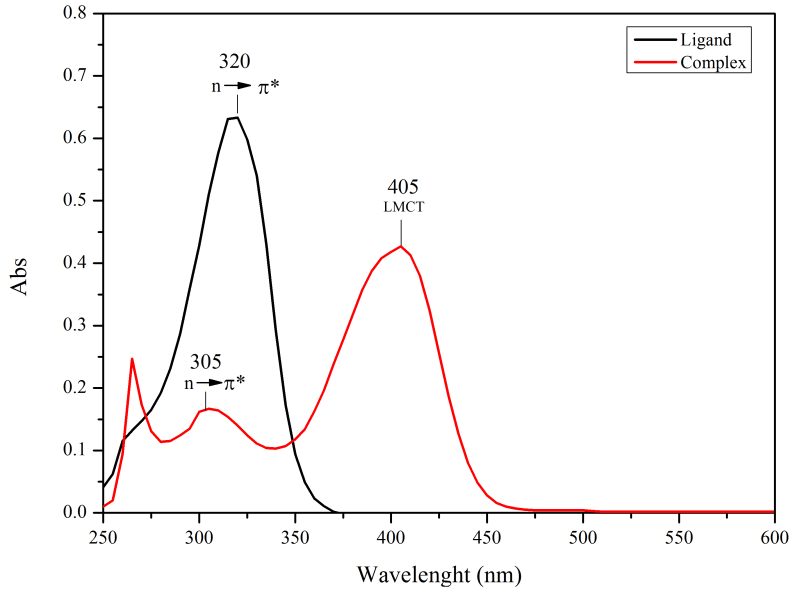 0.8
0.7
0.6
0.5
0.4
0.3
0.2
0.1
0.0
250
300
350
400
450
500
550
600
Abs
Wavelenght (nm)
Ligand
Complex
320
n → π*
405
LMCT
305
n → π*